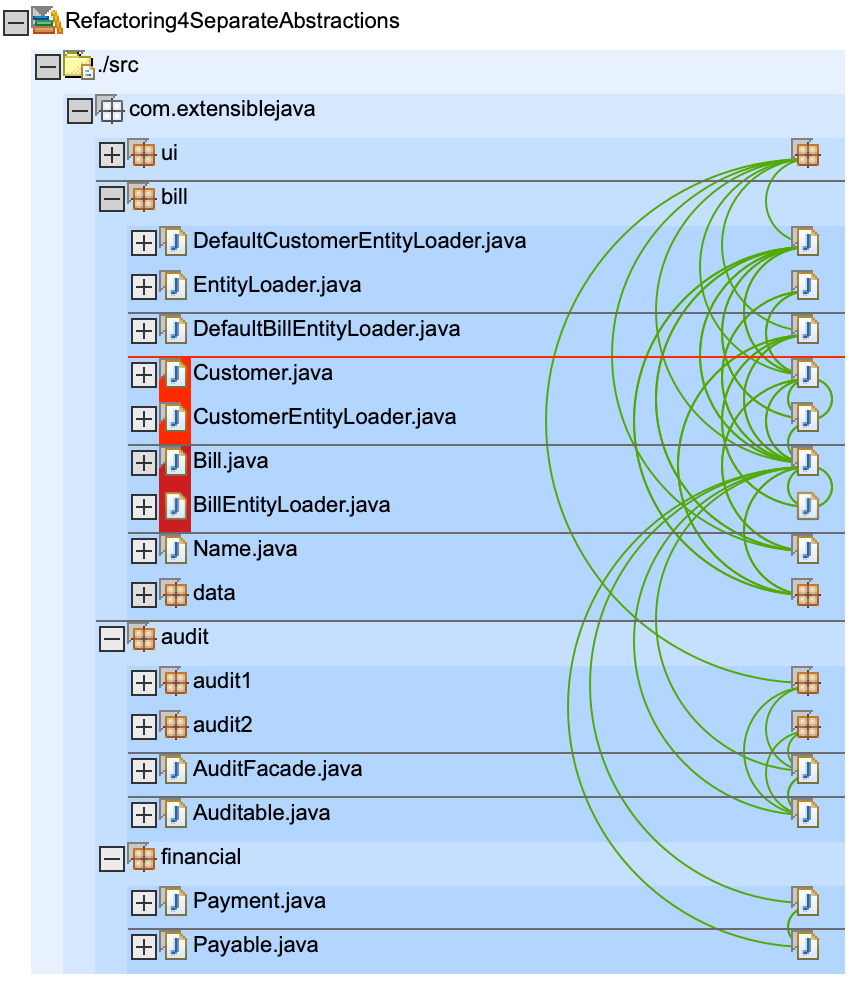 Refactoring4SeparateAbstractions
./src
com.extensiblejava
ui
bill
DefaultCustomerEntityLoader.java
EntityLoader.java
DefaultBillEntityLoader.java
Customer.java
CustomerEntityLoader.java
Bill.java
BillEntityLoader.java
Name.java
data
audit
audit1
audit2
AuditFacade.java
Auditable.java
financial
Payment.java
Payable.java